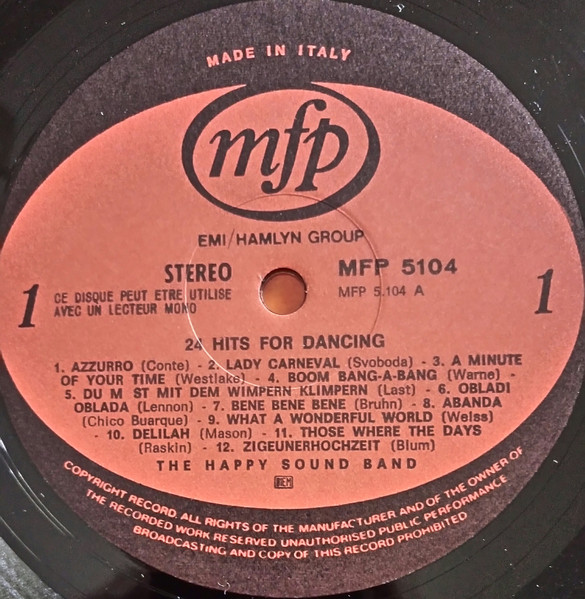 MADE IN ITALY
mfp
EMI/HAMLYN GROUP
STEREO
MFP 5104
MFP 5.104 A
1
CE DISQUE PEUT ETRE UTILISE
AVEC UN LECTEUR MONO
1
24 HITS FOR DANCING
1. AZZURRO (Conte) - 2. LADY CARNEVAL (Svoboda) - 3. A MINUTE
OF YOUR TIME (Westlake) - 4. BOOM BANG-A-BANG (Warne) -
5. DU M ST MIT DEM WIMPERN KLIMPERN (Last) - 6. OBLADI
OBLADA (Lennon) - 7. BENE BENE BENE (Bruhn) - 8. ABANDA
(Chico Buarque) - 9. WHAT A WONDERFUL WORLD (Weiss)
- 10. DELILAH (Mason) - 11. THOSE WHERE THE DAYS
(Raskin) - 12. ZIGEUNERHOCHZEIT (Blum)
THE HAPPY SOUND BAND
COPYRIGHT RECORD. ALL RIGHTS OF THE MANUFACTURER AND OF THE OWNER OF
THE RECORDED WORK RESERVED UNAUTHORISED PUBLIC PERFORMANCE
BROADCASTING AND COPY OF THIS RECORD PROHIBITED